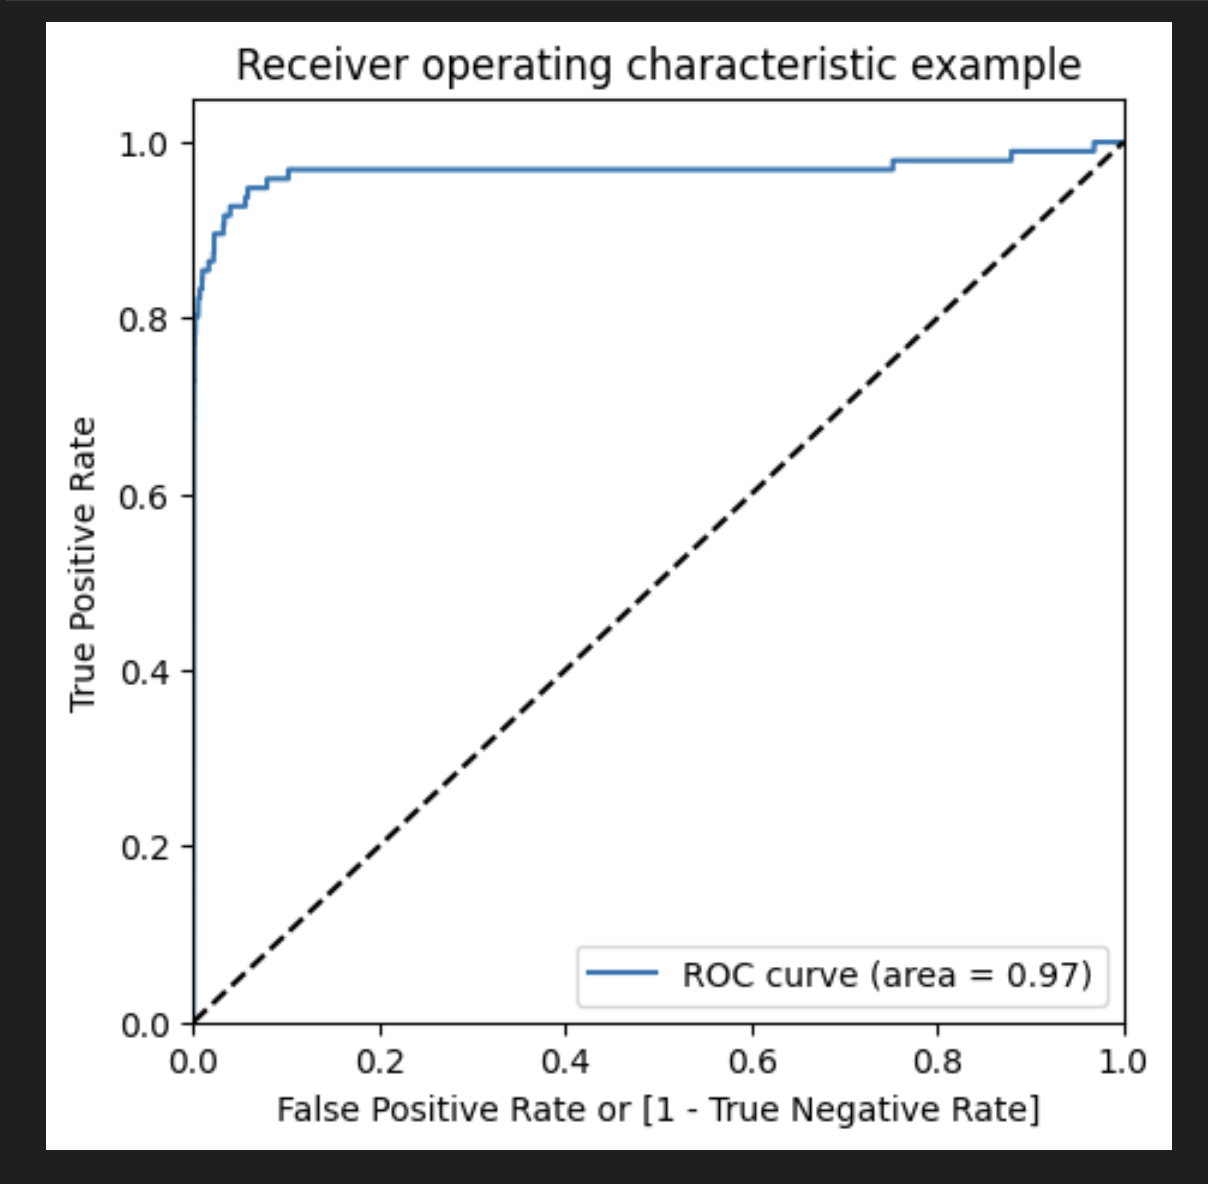 Receiver operating characteristic example
1.0
0.8
0.6
0.4
0.2
0.0
True Positive Rate
ROC curve (area = 0.97)
0.0 0.2 0.4 0.6 0.8 1.0
False Positive Rate or [1 - True Negative Rate]